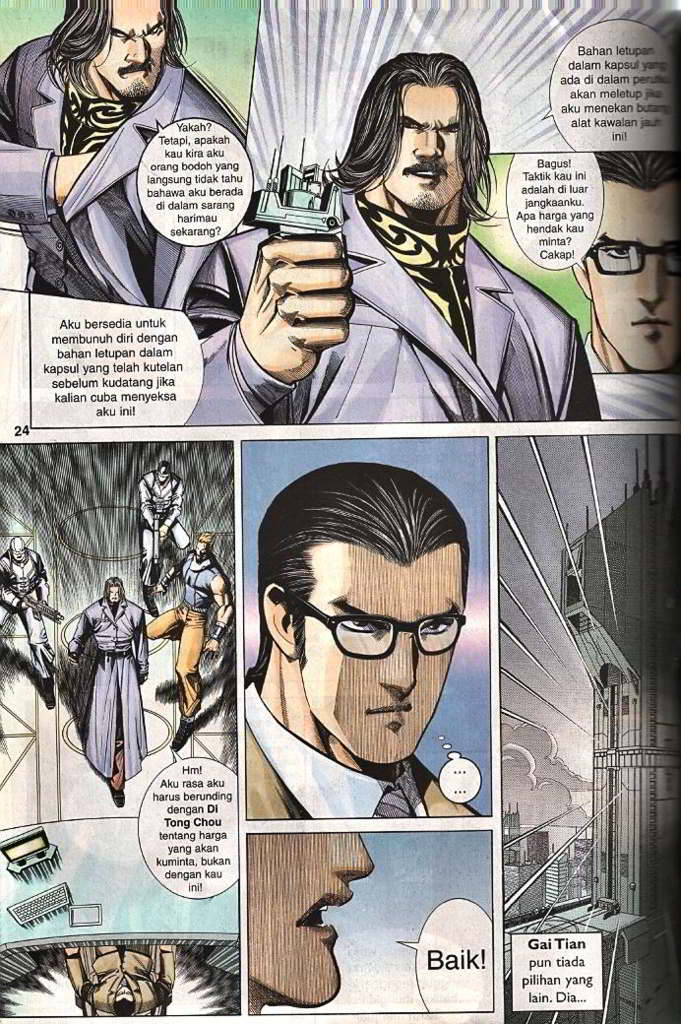 Yakah?
Tetapi, apakah
kau kira aku
orang bodoh yang
langsung tidak tahu
bahawa aku berada
di dalam sarang
harimau
sekarang?
Bahan letupan
dalam kapsul yang
ada di dalam perutku
akan meletup jika
aku menekan butang
alat kawalan jauh
ini!
Bagus!
Taktik kau ini
adalah di luar
jangkaanku.
Apa harga yang
hendak kau
minta?
Cakap!
Aku bersedia untuk
membunuh diri dengan
bahan letupan dalam
kapsul yang telah kutelan
sebelum kudatang jika
kalian cuba menyeksa
aku ini!
24
Hm!
Aku rasa aku
harus berunding
dengan DI
Tong Chou
tentang harga
yang akan
kuminta, bukan
dengan kau
ini!
...
...
Baik!
Gai Tian
pun tiada
pilihan yang
lain. Dia...